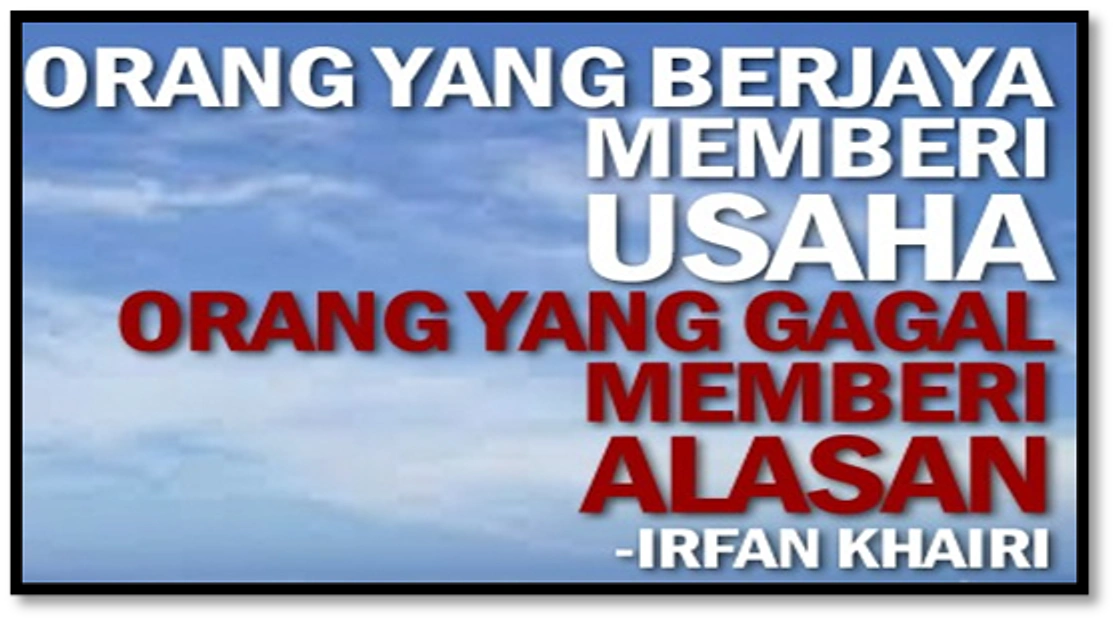 ORANG YANG BERJAYA
MEMBERI
USAHA
ORANG YANG GAGAL
MEMBERI
ALASAN
-IRFAN KHAIRI